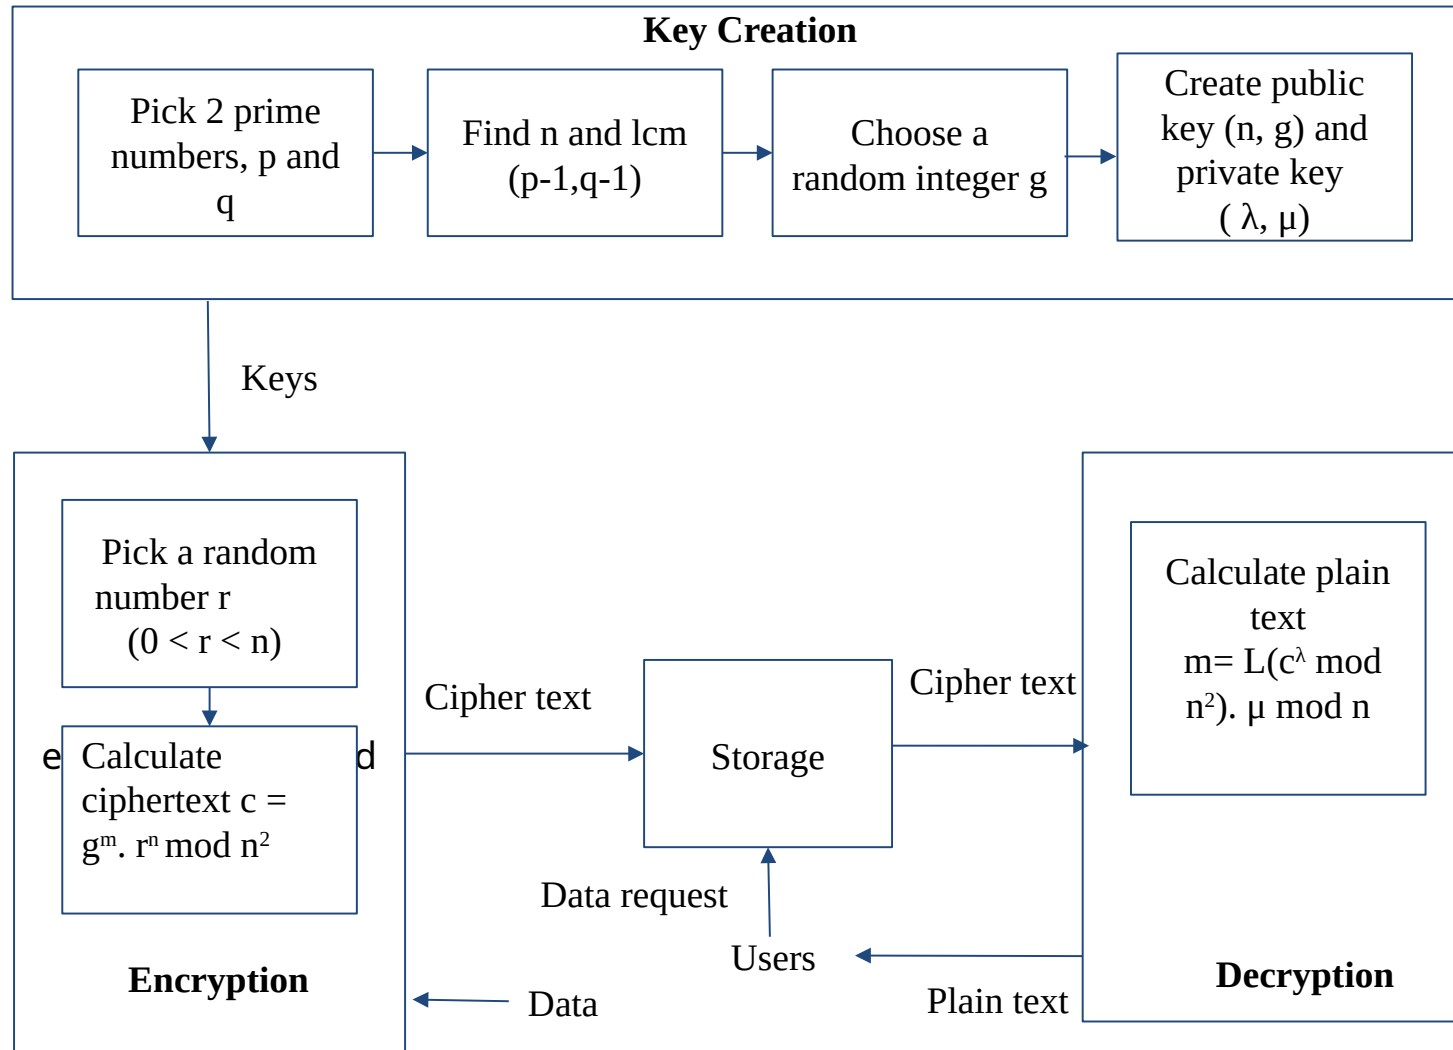 Key Creation
Pick 2 prime
numbers, p and
q
Find n and lcm
(p-1,q-1)
Choose a
random integer g
Create public
key (n, g) and
private key
( λ, μ)
Keys
Pick a random
number r
(0 < r < n)
e
d
Calculate
ciphertext c =
gᵐ. rⁿ mod n²
Encryption
Cipher text
Storage
Cipher text
Data request
Users
Data
Plain text
Calculate plain
text
m= L(c^λ mod
n²). μ mod n
Decryption